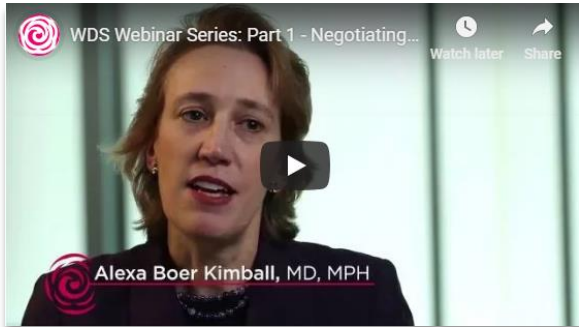 WDS Webinar Series: Part 1 - Negotiating...
Watch later
Share
Alexa Boer Kimball, MD, MPH